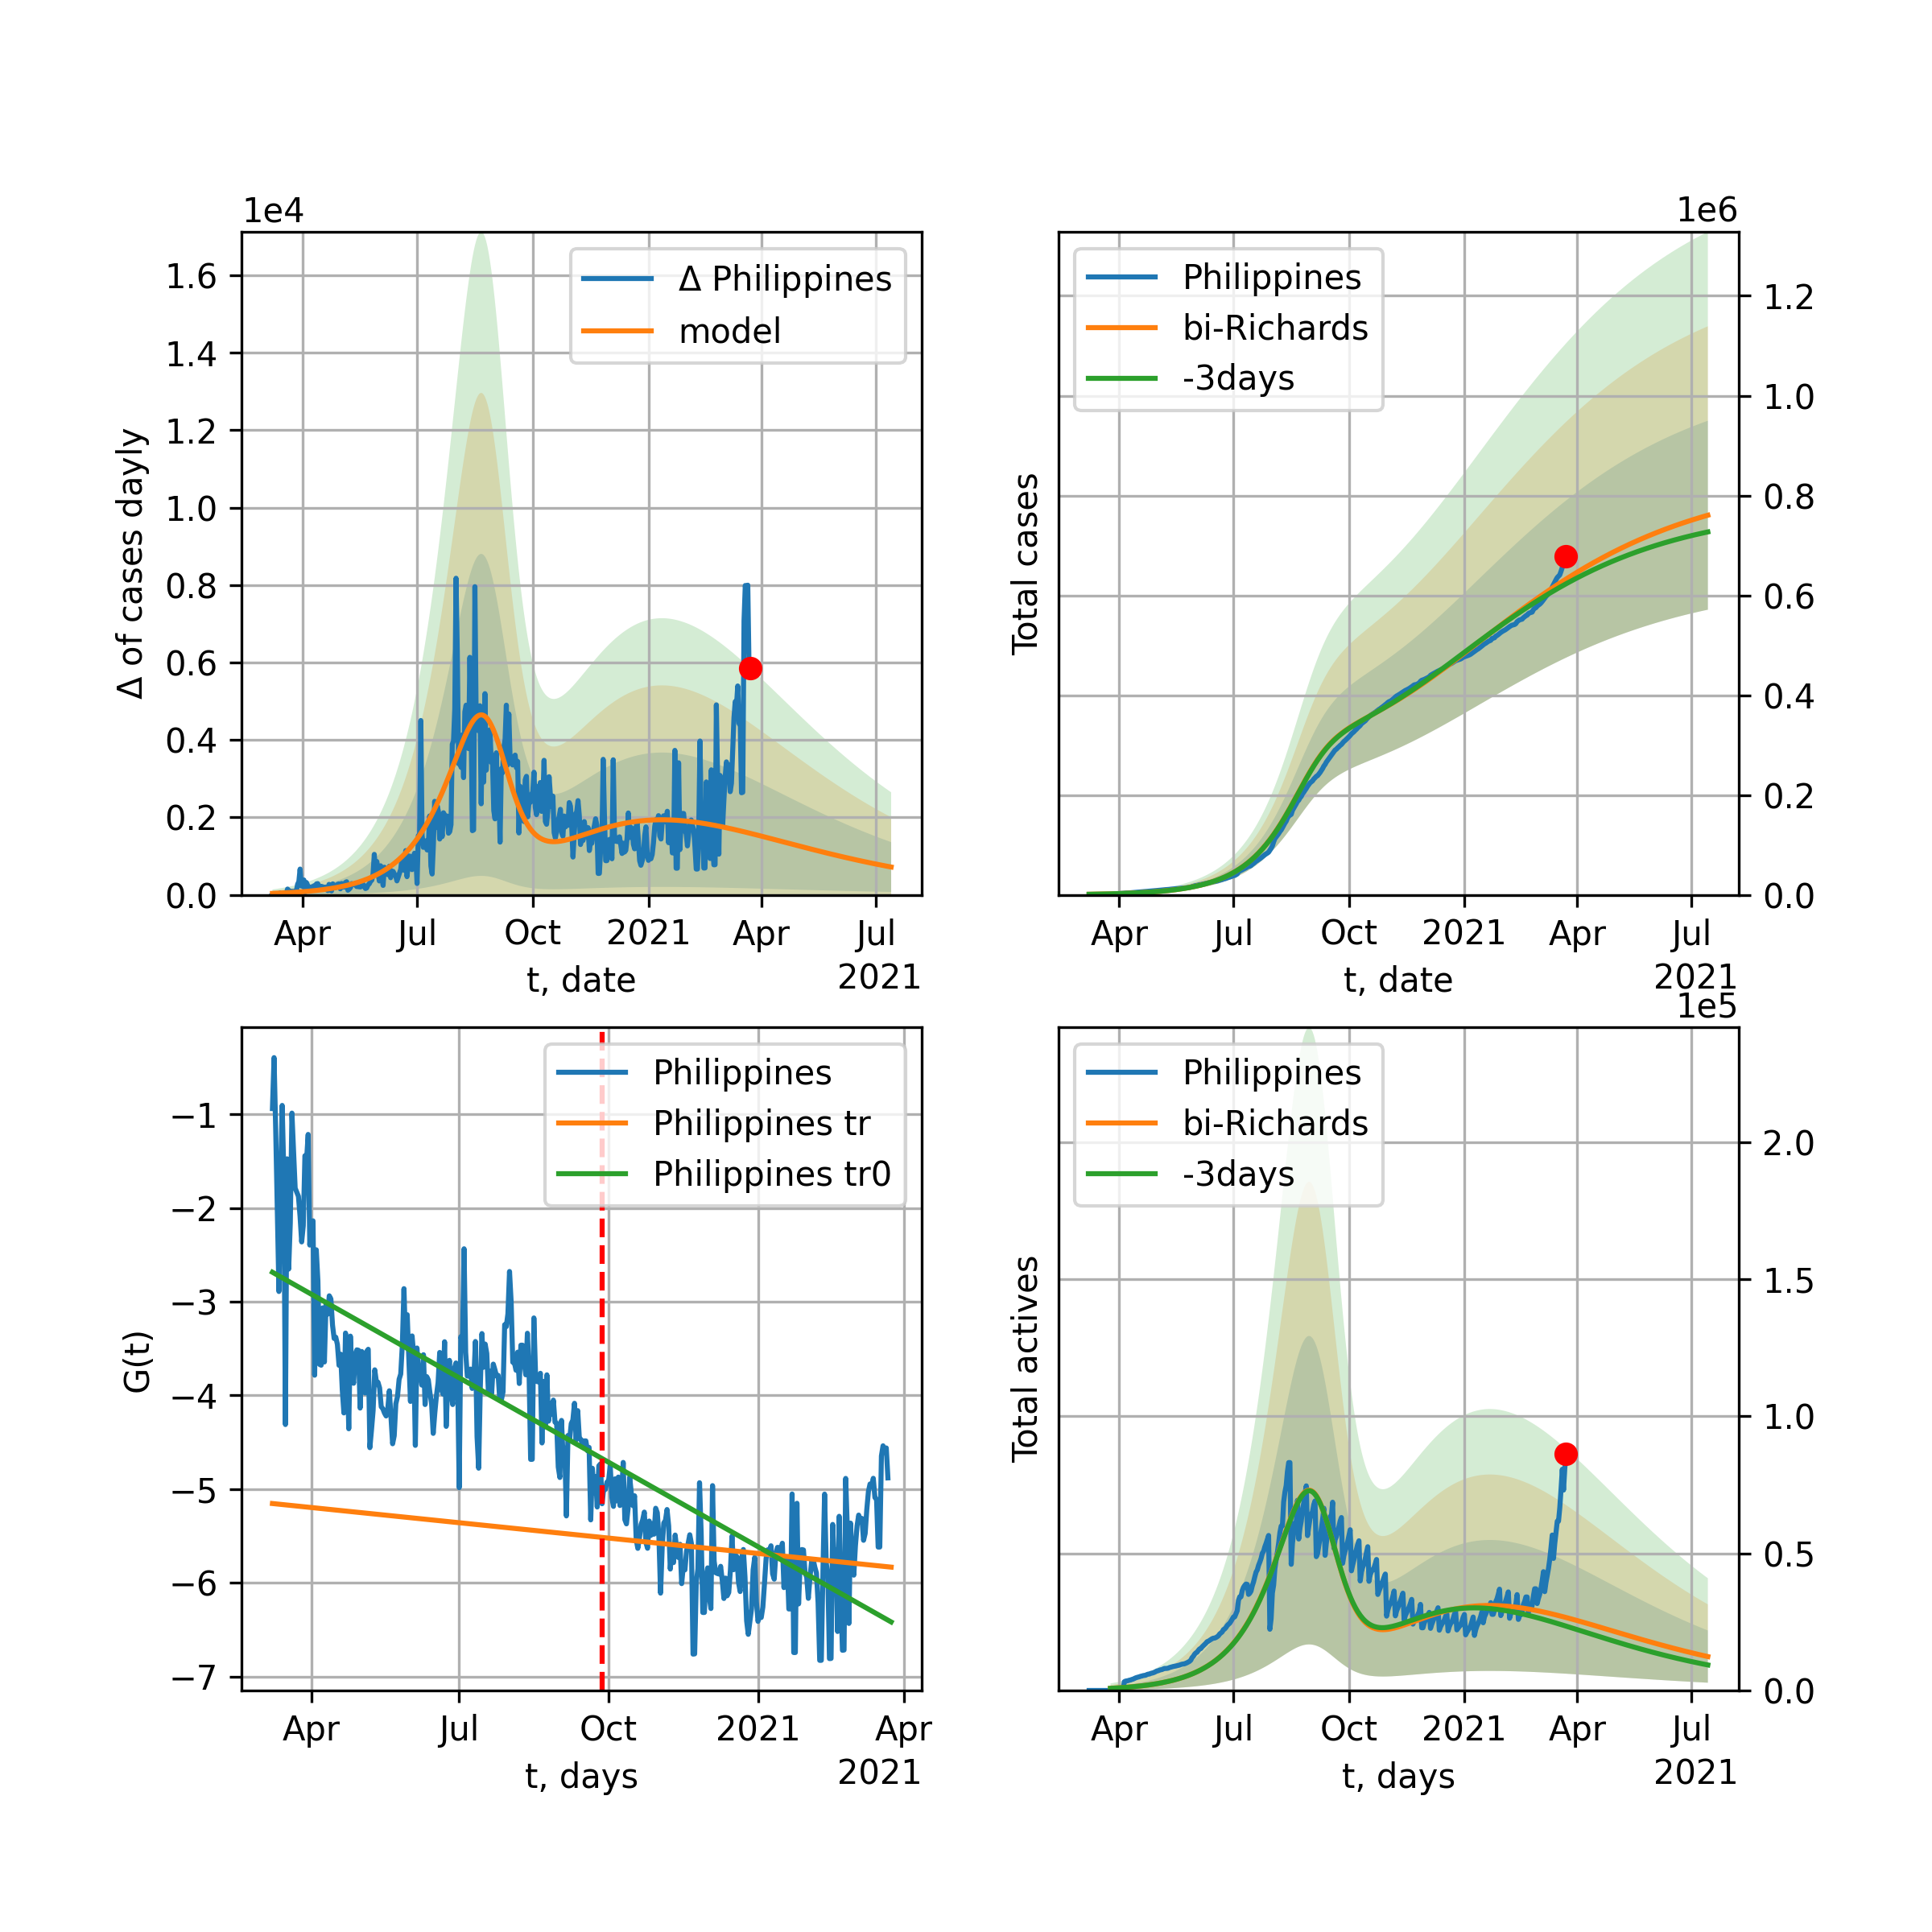 1e4
1.6
1.4
1.2
1.0
0.8
0.6
0.4
0.2
0.0
Δ of cases dayly
Δ Philippines
model
Apr
Jul
Oct
2021
Apr
Jul
2021
t, date
1e6
Philippines
bi-Richards
-3days
Total cases
1.2
1.0
0.8
0.6
0.4
0.2
0.0
Apr
Jul
Oct
2021
Apr
Jul
2021
t, date
G(t)
−1
−2
−3
−4
−5
−6
−7
Philippines
Philippines tr
Philippines tr0
Apr
Jul
Oct
2021
Apr
2021
t, days
1e5
Philippines
bi-Richards
-3days
Total actives
2.0
1.5
1.0
0.5
0.0
Apr
Jul
Oct
2021
Apr
Jul
2021
t, days